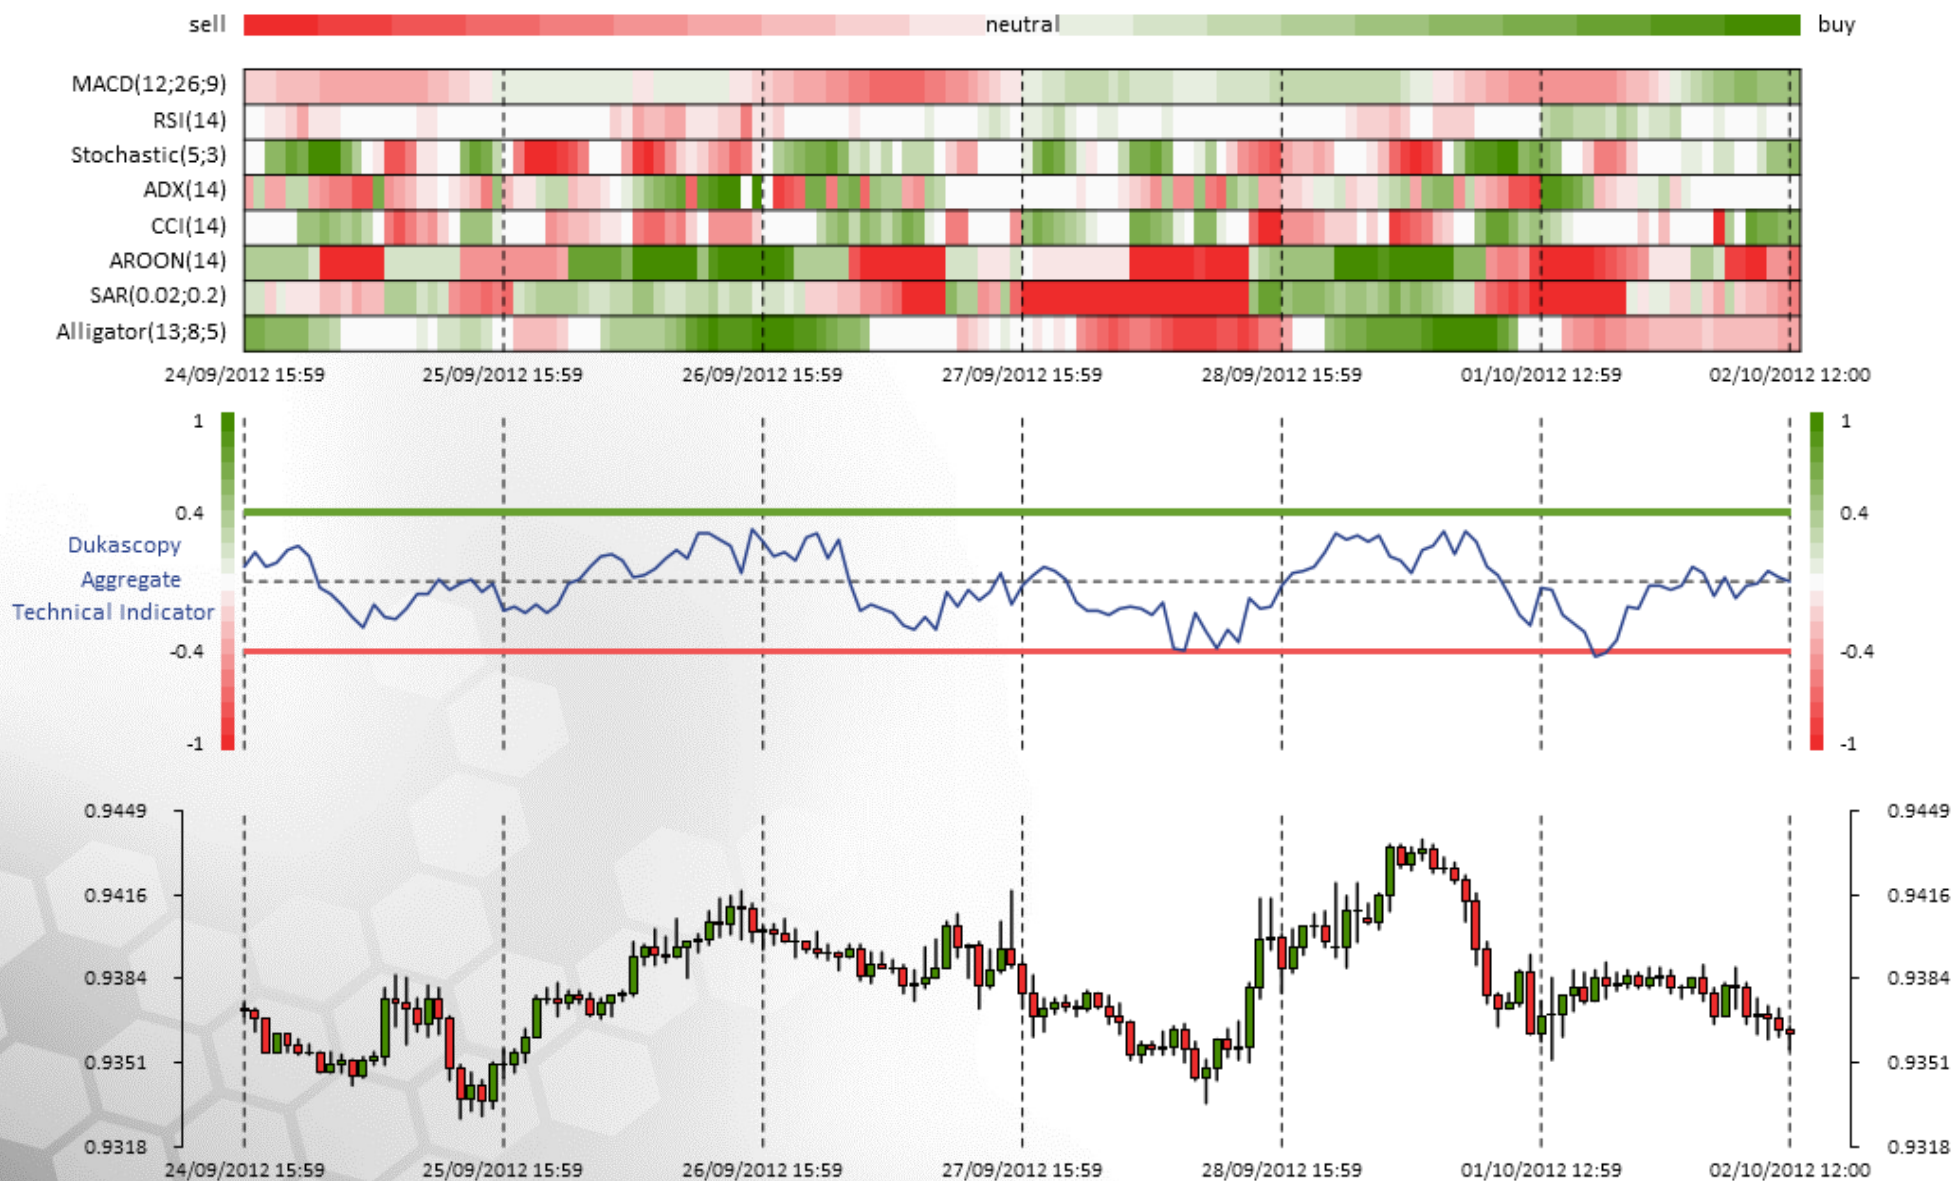 sell neutral buy
MACD(12;26;9)
RSI(14)
Stochastic(5;3)
ADX(14)
CCI(14)
AROON(14)
SAR(0.02;0.2)
Alligator(13;8;5)
24/09/2012 15:59 25/09/2012 15:59 26/09/2012 15:59 27/09/2012 15:59 28/09/2012 15:59 01/10/2012 12:59 02/10/2012 12:00
1 1
0.4 0.4
Dukascopy
Aggregate
Technical Indicator
-0.4 -0.4
-1 -1
0.9449 0.9449
0.9416 0.9416
0.9384 0.9384
0.9351 0.9351
0.9318 0.9318
24/09/2012 15:59 25/09/2012 15:59 26/09/2012 15:59 27/09/2012 15:59 28/09/2012 15:59 01/10/2012 12:59 02/10/2012 12:00